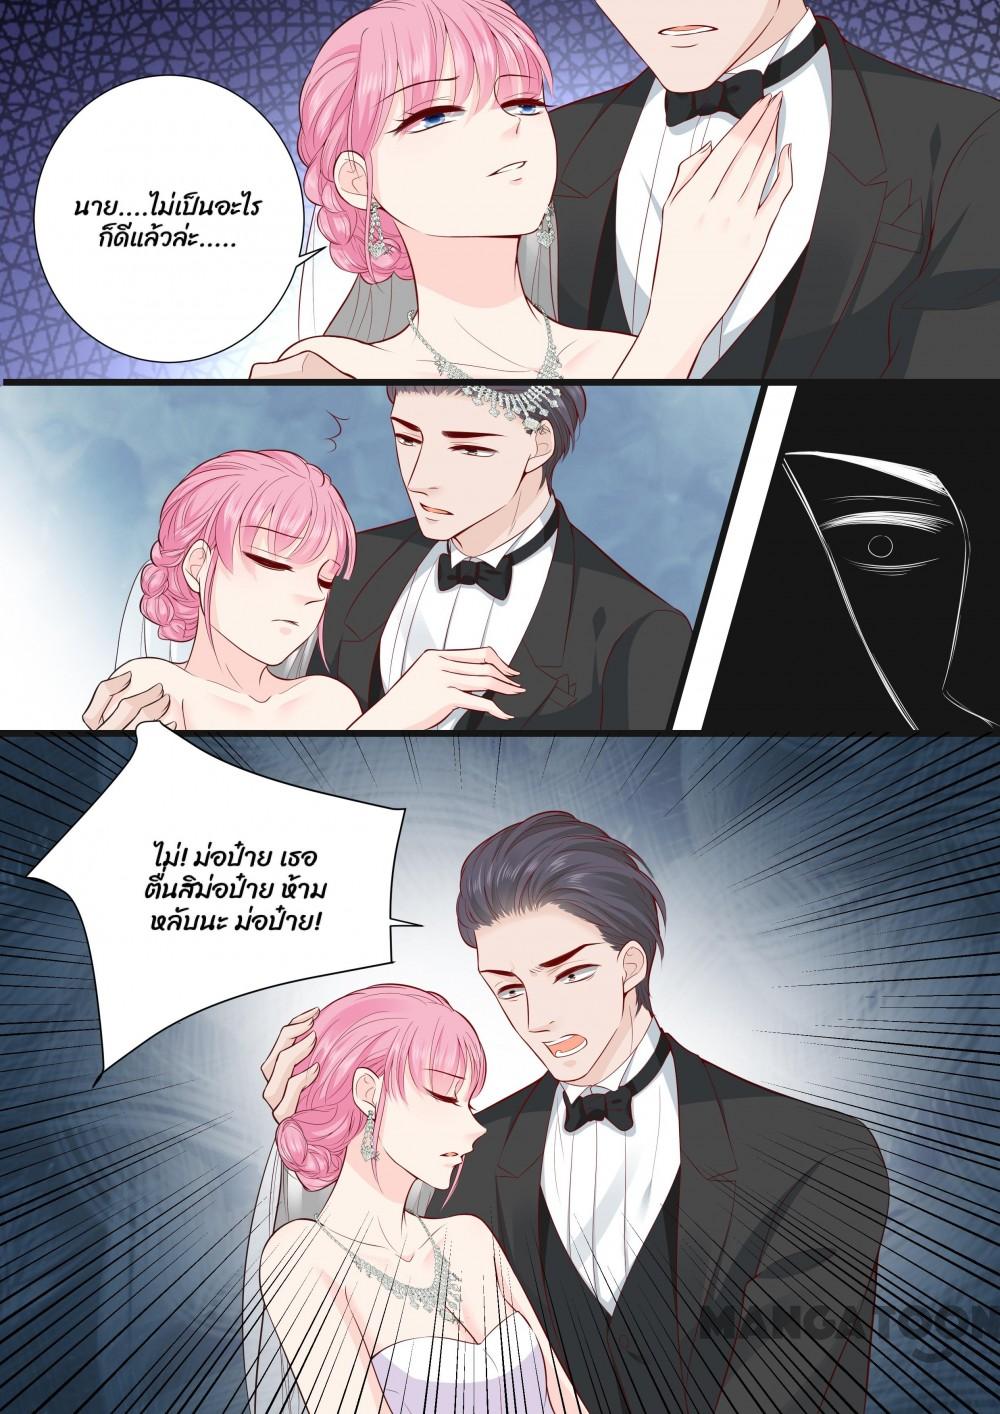 นาย....ไม่เป็นอะไร
ก็ดีแล้วล่ะ.....
ไม่! ม่อป๋าย เธอ
ตื่นสิม่อป๋าย ห้าม
หลับนะ ม่อป๋าย!
MANGATOON